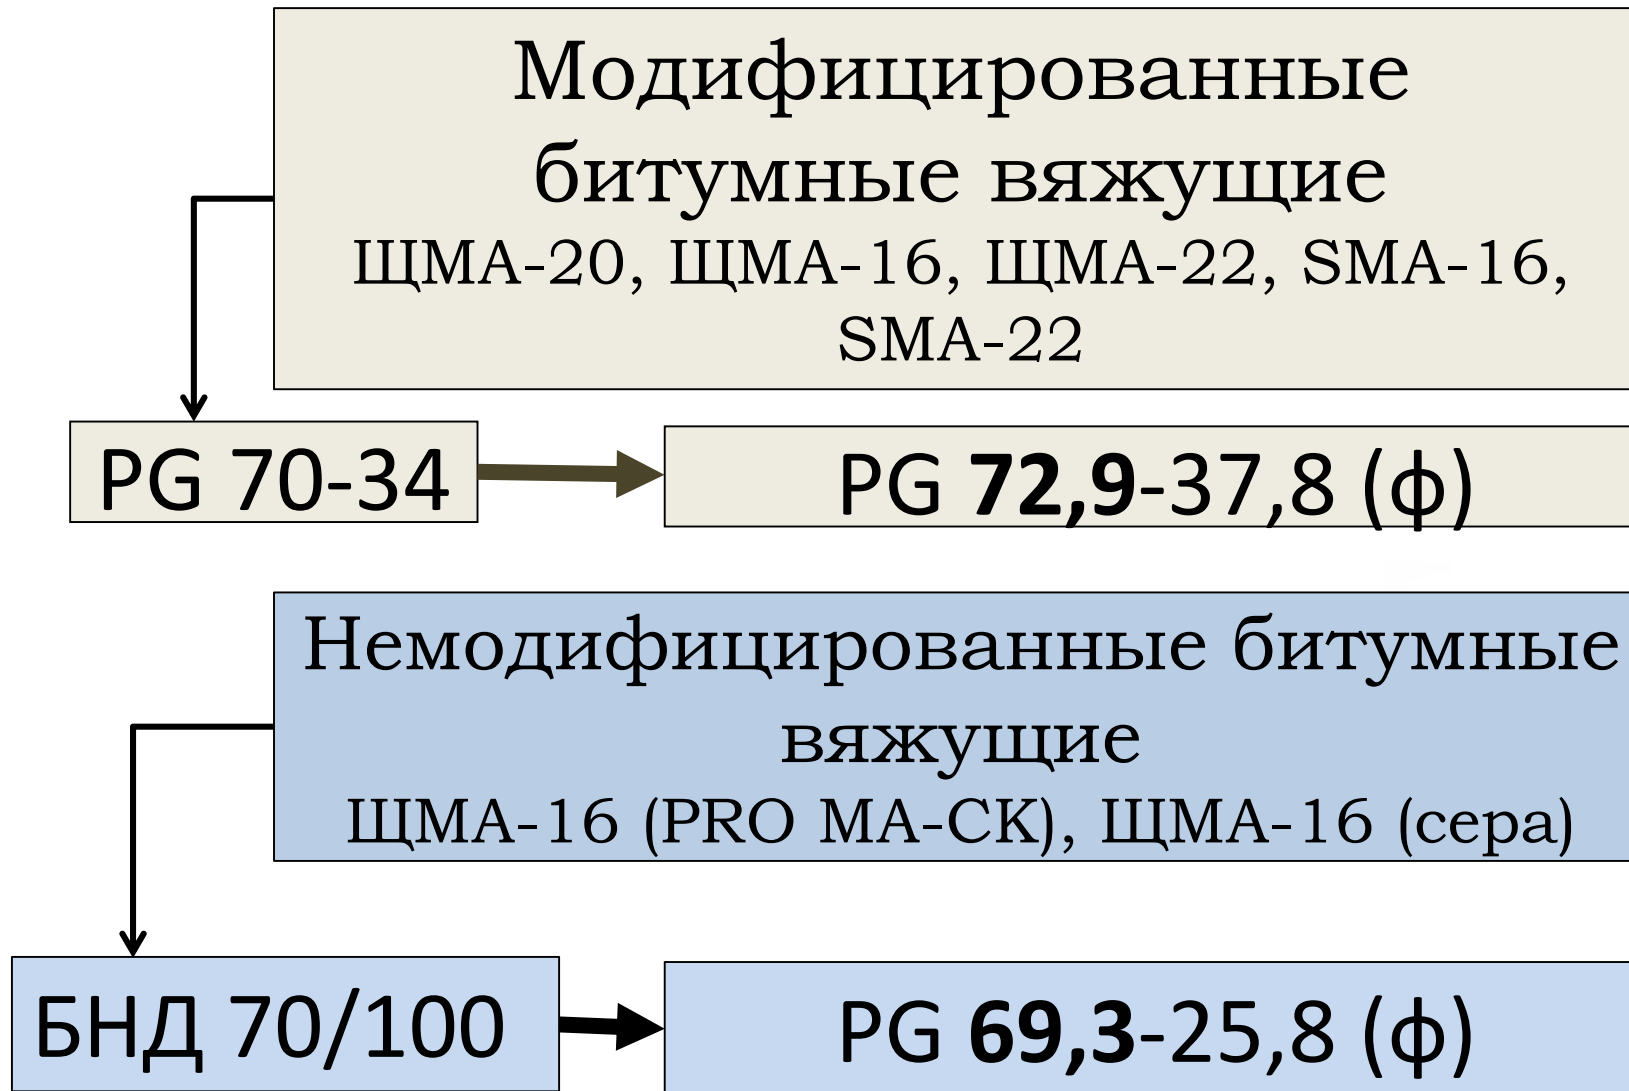 Модифицированные
битумные вяжущие
ЩМА-20, ЩМА-16, ЩМА-22, SMA-16,
SMA-22
PG 70-34
PG 72,9-37,8 (ф)
Немодифицированные битумные
вяжущие
ЩМА-16 (PRO MA-СК), ЩМА-16 (сера)
БНД 70/100
PG 69,3-25,8 (ф)